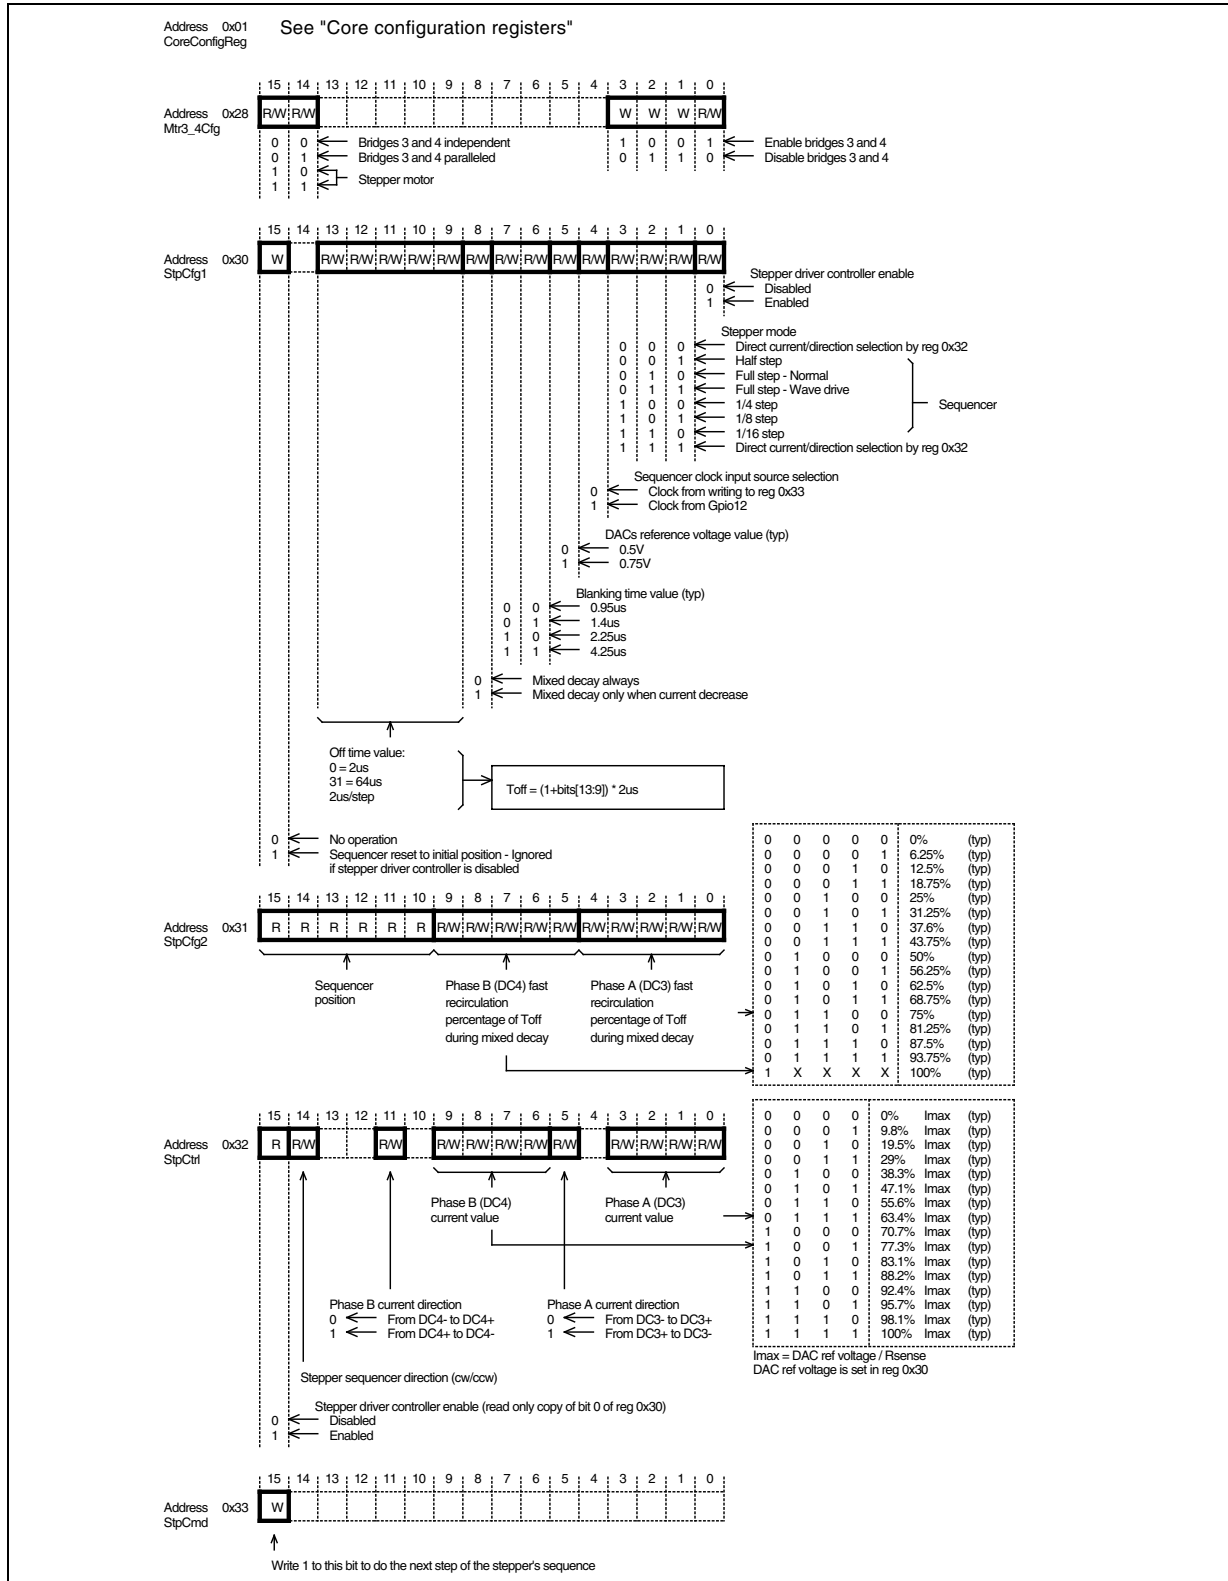 Address 0x01 See "Core configuration registers"
CoreConfigReg
15 14 13 12 11 10 9 8 7 6 5 4 3 2 1 0
Address 0x28 R/W R/W W W W R/W
Mtr3_4Cfg
0 0 Bridges 3 and 4 independent 1 0 0 1 Enable bridges 3 and 4
0 1 Bridges 3 and 4 paralleled 0 1 1 0 Disable bridges 3 and 4
1 0
Stepper motor
1 1
15 14 13 12 11 10 9 8 7 6 5 4 3 2 1 0
Address 0x30 W R/W R/W R/W R/W R/W R/W R/W R/W R/W R/W R/W R/W R/W R/W
StpCfg1
Stepper driver controller enable
0 Disabled
1 Enabled
Stepper mode
0 0 0 Direct current/direction selection by reg 0x32
0 0 1 Half step
0 1 0 Full step - Normal
0 1 1 Full step - Wave drive
1 0 0 1/4 step Sequencer
1 0 1 1/8 step
1 1 0 1/16 step
1 1 1 Direct current/direction selection by reg 0x32
Sequencer clock input source selection
0 Clock from writing to reg 0x33
1 Clock from Gpio12
DACs reference voltage value (typ)
0 0.5V
1 0.75V
Blanking time value (typ)
0 0 0.95us
0 1 1.4us
1 0 2.25us
1 1 4.25us
0 Mixed decay always
1 Mixed decay only when current decrease
Off time value:
0 = 2us
31 = 64us
2us/step
Toff = (1+bits[13:9]) * 2us
0 No operation
1 Sequencer reset to initial position - Ignored
if stepper driver controller is disabled
15 14 13 12 11 10 9 8 7 6 5 4 3 2 1 0
Address 0x31 R R R R R R R/W R/W R/W R/W R/W R/W R/W R/W R/W R/W
StpCfg2
Sequencer
position
Phase B (DC4) fast
recirculation
percentage of Toff
during mixed decay
Phase A (DC3) fast
recirculation
percentage of Toff
during mixed decay
0 0 0 0 0 0% (typ)
0 0 0 0 1 6.25% (typ)
0 0 0 1 0 12.5% (typ)
0 0 0 1 1 18.75% (typ)
0 0 1 0 0 25% (typ)
0 0 1 0 1 31.25% (typ)
0 0 1 1 0 37.6% (typ)
0 0 1 1 1 43.75% (typ)
0 1 0 0 0 50% (typ)
0 1 0 0 1 56.25% (typ)
0 1 0 1 0 62.5% (typ)
0 1 0 1 1 68.75% (typ)
0 1 1 0 0 75% (typ)
0 1 1 0 1 81.25% (typ)
0 1 1 1 0 87.5% (typ)
0 1 1 1 1 93.75% (typ)
1 X X X X 100% (typ)
15 14 13 12 11 10 9 8 7 6 5 4 3 2 1 0
Address 0x32 R R/W R/W R/W R/W R/W R/W R/W R/W R/W R/W R/W
StpCtrl
Phase B (DC4)
current value
Phase A (DC3)
current value
0 0 0 0 0% Imax (typ)
0 0 0 1 9.8% Imax (typ)
0 0 1 0 19.5% Imax (typ)
0 0 1 1 29% Imax (typ)
0 1 0 0 38.3% Imax (typ)
0 1 0 1 47.1% Imax (typ)
0 1 1 0 55.6% Imax (typ)
0 1 1 1 63.4% Imax (typ)
1 0 0 0 70.7% Imax (typ)
1 0 0 1 77.3% Imax (typ)
1 0 1 0 83.1% Imax (typ)
1 0 1 1 88.2% Imax (typ)
1 1 0 0 92.4% Imax (typ)
1 1 0 1 95.7% Imax (typ)
1 1 1 0 98.1% Imax (typ)
1 1 1 1 100% Imax (typ)
Imax = DAC ref voltage / Rsense
DAC ref voltage is set in reg 0x30
Phase B current direction
0 From DC4- to DC4+
1 From DC4+ to DC4-
Phase A current direction
0 From DC3- to DC3+
1 From DC3+ to DC3-
Stepper sequencer direction (cw/ccw)
Stepper driver controller enable (read only copy of bit 0 of reg 0x30)
0 Disabled
1 Enabled
15 14 13 12 11 10 9 8 7 6 5 4 3 2 1 0
Address 0x33 W
StpCmd
Write 1 to this bit to do the next step of the stepper's sequence